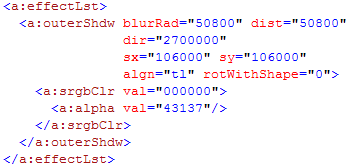 <a:effectLst>
<a:outerShdw blurRad="50800" dist="50800"
dir="2700000"
sx="106000" sy="106000"
algn="tl" rotWithShape="0">
<a:srgbClr val="000000">
<a:alpha val="43137"/>
</a:srgbClr>
</a:outerShdw>
</a:effectLst>